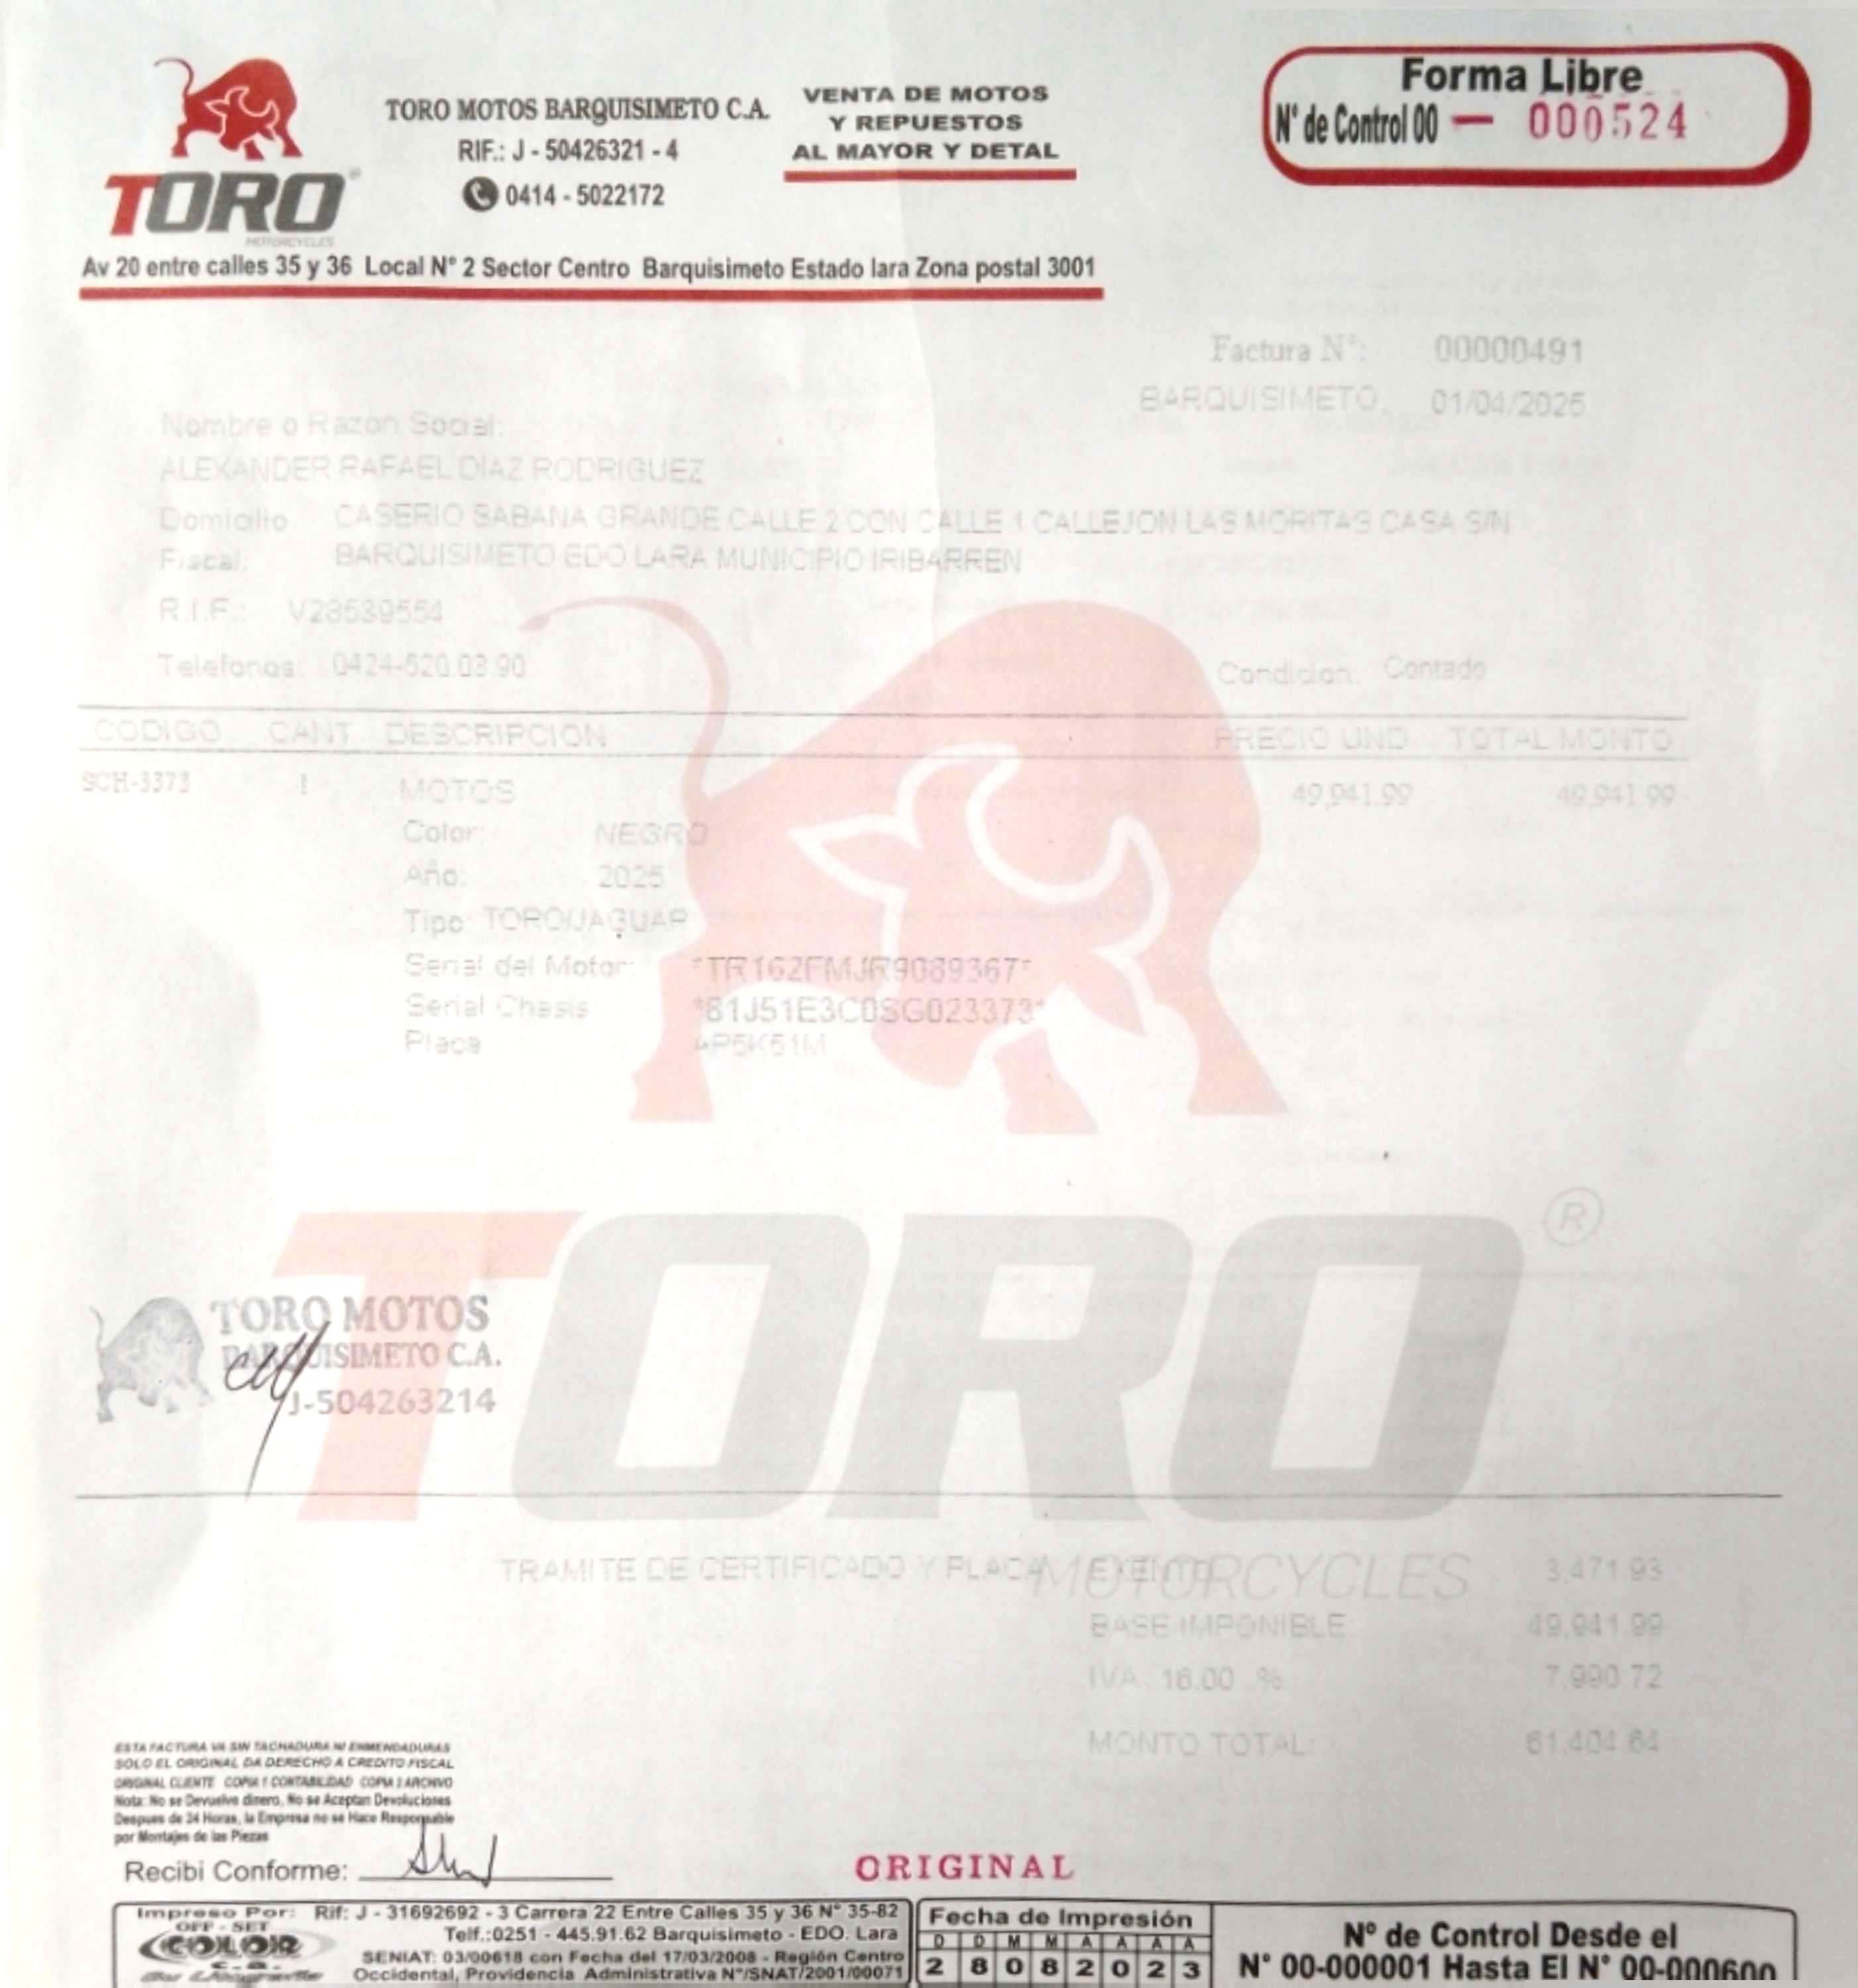 TORO
MOTORCYCLES
TORO MOTOS BARQUISIMETO C.A.
RIF.: J - 50426321 - 4
0414 - 5022172
VENTA DE MOTOS
Y REPUESTOS
AL MAYOR Y DETAL
Forma Libre
N° de Control 00 — 000524
Av 20 entre calles 35 y 36 Local N° 2 Sector Centro Barquisimeto Estado lara Zona postal 3001
Factura N°: 00000491
BARQUISIMETO, 01/04/2025
Nombre o Razon Social:
ALEXANDER RAFAEL DIAZ RODRIGUEZ
Domicilio CASERIO SABANA GRANDE CALLE 2 CON CALLE 1 CALLEJON LAS MORITAS CASA S/N
Fiscal: BARQUISIMETO EDO LARA MUNICIPIO IRIBARREN
R.I.F.: V28539554
Telefonos: 0424-520.03.90
Condicion: Contado
CODIGO CANT DESCRIPCION PRECIO UND TOTAL MONTO
SCH-3373 1 MOTOS 49,941.99 49,941.99
Color: NEGRO
Año: 2025
Tipo: TORO/JAGUAR
Serial del Motor: *TR162FMJR9089367*
Serial Chasis *81J51E3C0SG023373*
Placa AP5K51M
TORO MOTOS
BARQUISIMETO C.A.
J-504263214
TORO®
MOTORCYCLES
TRAMITE DE CERTIFICADO Y PLACA EXENTO 3,471.93
BASE IMPONIBLE 49,941.99
IVA 16.00 % 7,990.72
MONTO TOTAL: 61,404.64
ESTA FACTURA VA SIN TACHADURA NI ENMENDADURAS
SOLO EL ORIGINAL DA DERECHO A CREDITO FISCAL
ORIGINAL CLIENTE COPIA 1 CONTABILIDAD COPIA 2 ARCHIVO
Nota: No se Devuelve dinero, No se Aceptan Devoluciones
Despues de 24 Horas, la Empresa no se Hace Responsable
por Montajes de las Piezas
Recibi Conforme:
ORIGINAL
Impreso Por: Rif: J - 31692692 - 3 Carrera 22 Entre Calles 35 y 36 N° 35-82
OFF - SET
COLOR
C.A.
Telf.:0251 - 445.91.62 Barquisimeto - EDO. Lara
SENIAT: 03/00618 con Fecha del 17/03/2008 - Región Centro
Occidental, Providencia Administrativa N°/SNAT/2001/00071
Fecha de Impresión
D D M M A A A A
2 8 0 8 2 0 2 3
N° de Control Desde el
N° 00-000001 Hasta El N° 00-000600